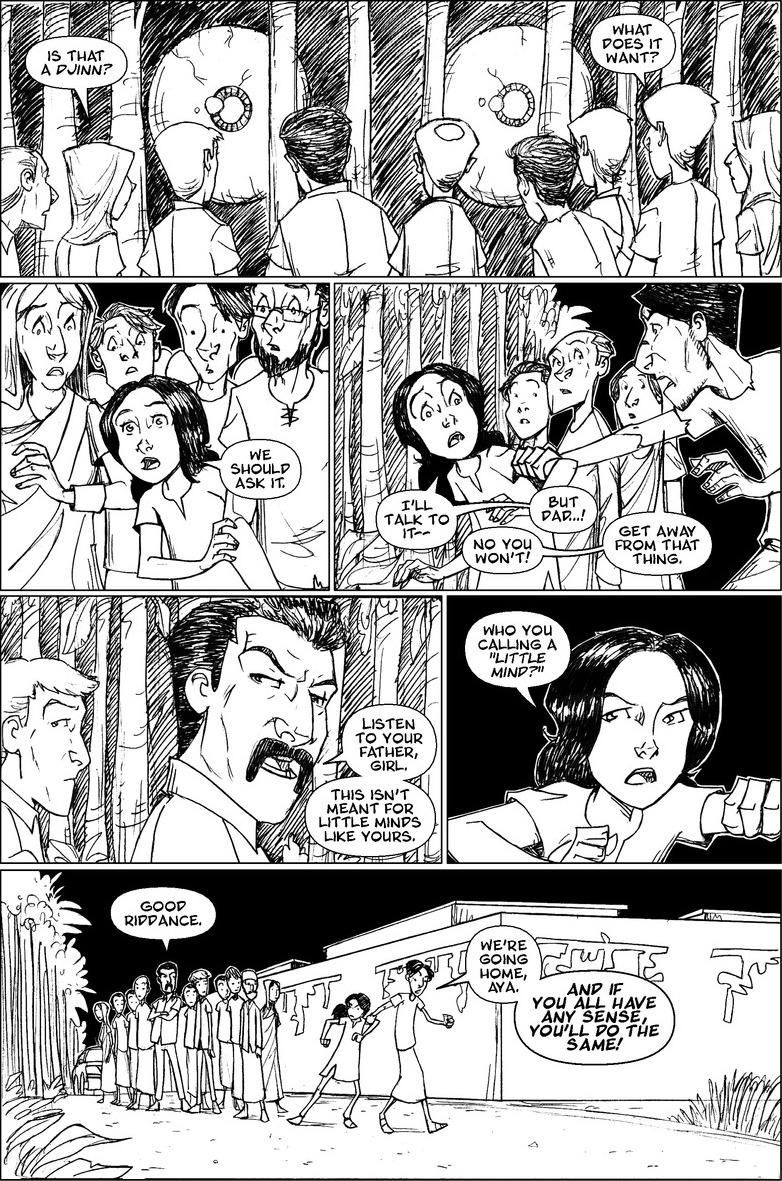 IS THAT
A DJINN?
WHAT
DOES IT
WANT?
WE
SHOULD
ASK IT.
I'LL
TALK TO
IT--
BUT
DAD...!
NO YOU
WON'T!
GET AWAY
FROM THAT
THING.
LISTEN
TO YOUR
FATHER,
GIRL.
THIS ISN'T
MEANT FOR
LITTLE MINDS
LIKE YOURS.
WHO YOU
CALLING A
"LITTLE
MIND?"
GOOD
RIDDANCE.
WE'RE
GOING
HOME,
AYA.
AND IF
YOU ALL HAVE
ANY SENSE,
YOU'LL DO THE
SAME!